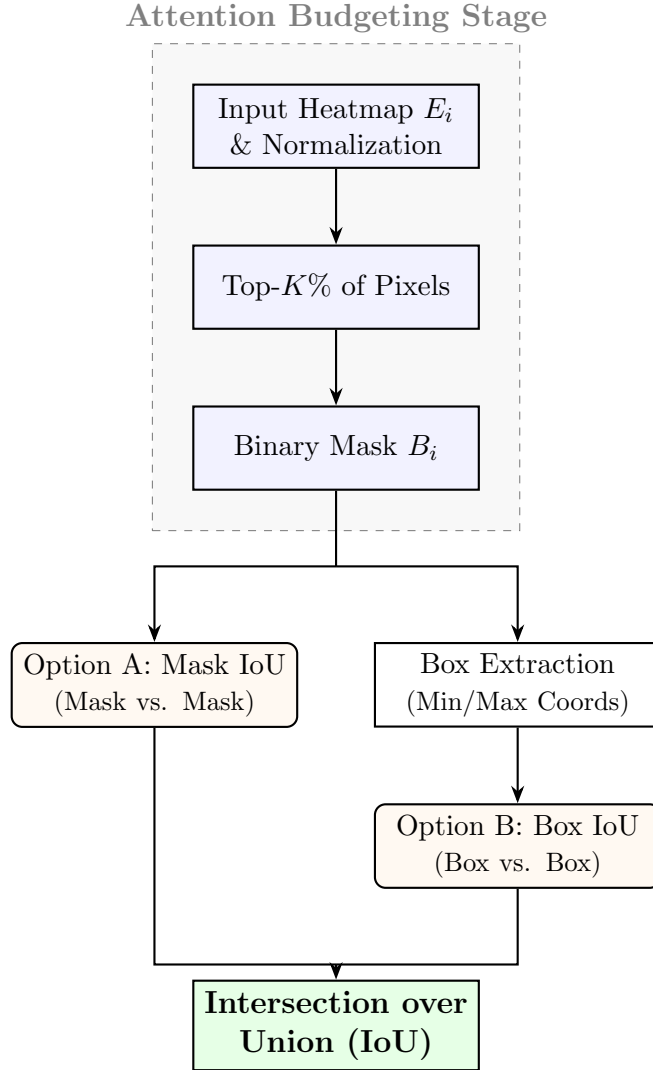 Attention Budgeting Stage
Input Heatmap E_i
& Normalization
Top-K% of Pixels
Binary Mask B_i
Option A: Mask IoU
(Mask vs. Mask)
Box Extraction
(Min/Max Coords)
Option B: Box IoU
(Box vs. Box)
Intersection over
Union (IoU)